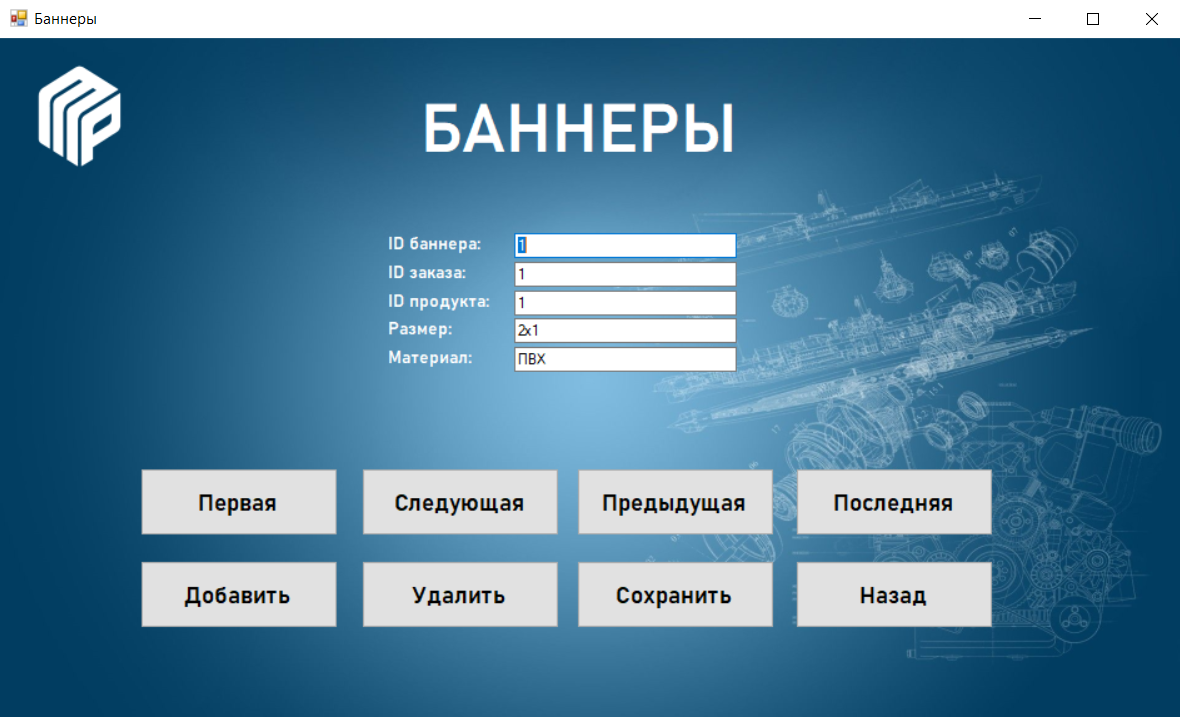 Баннеры
БАННЕРЫ
ID баннера: 1
ID заказа: 1
ID продукта: 1
Размер: 2x1
Материал: ПВХ
Первая Следующая Предыдущая Последняя
Добавить Удалить Сохранить Назад